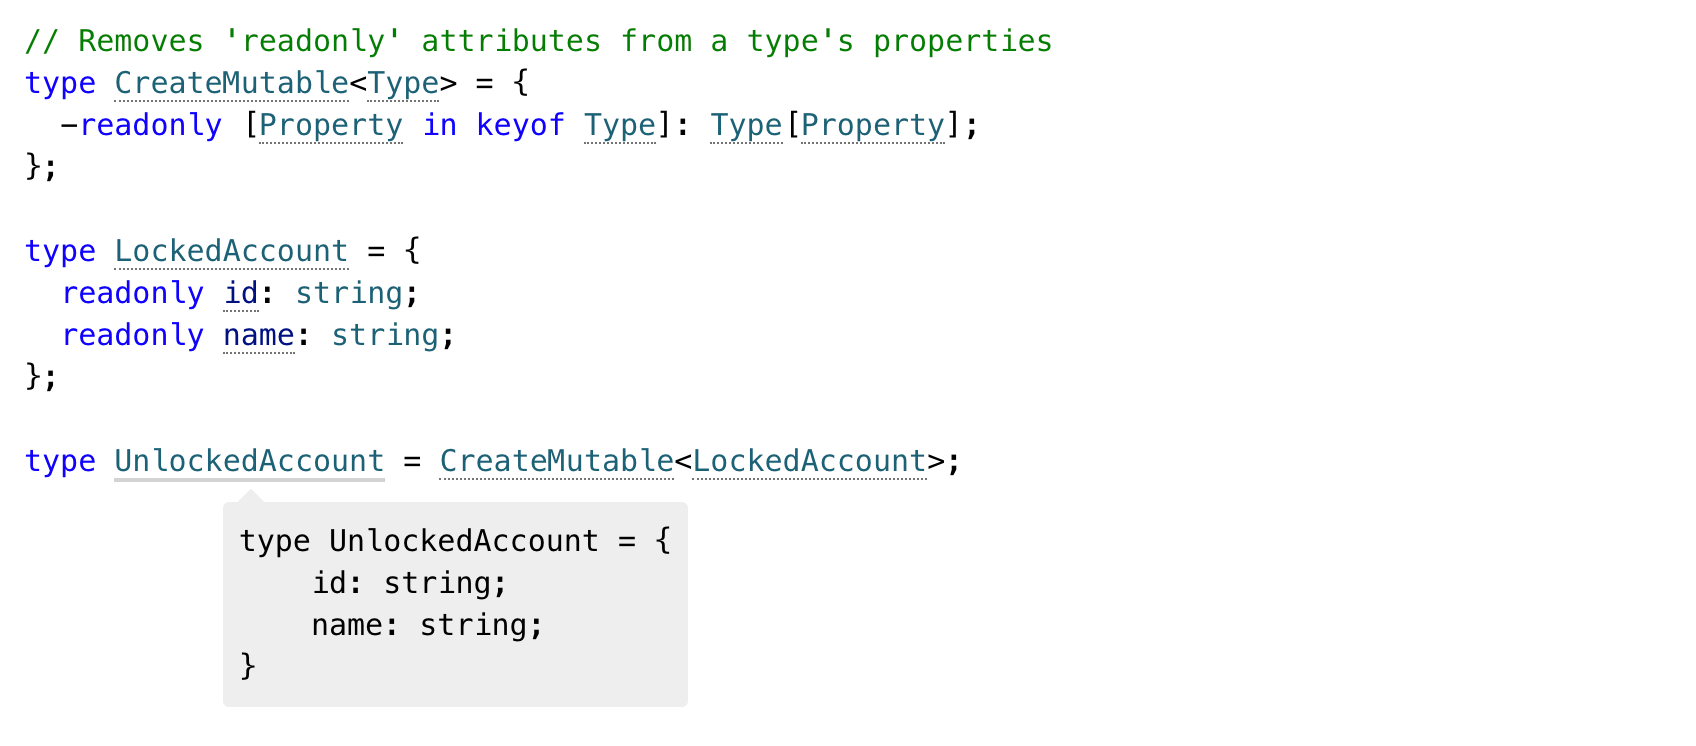 // Removes 'readonly' attributes from a type's properties
type CreateMutable<Type> = {
  -readonly [Property in keyof Type]: Type[Property];
};

type LockedAccount = {
  readonly id: string;
  readonly name: string;
};

type UnlockedAccount = CreateMutable<LockedAccount>;
type UnlockedAccount = {
    id: string;
    name: string;
}